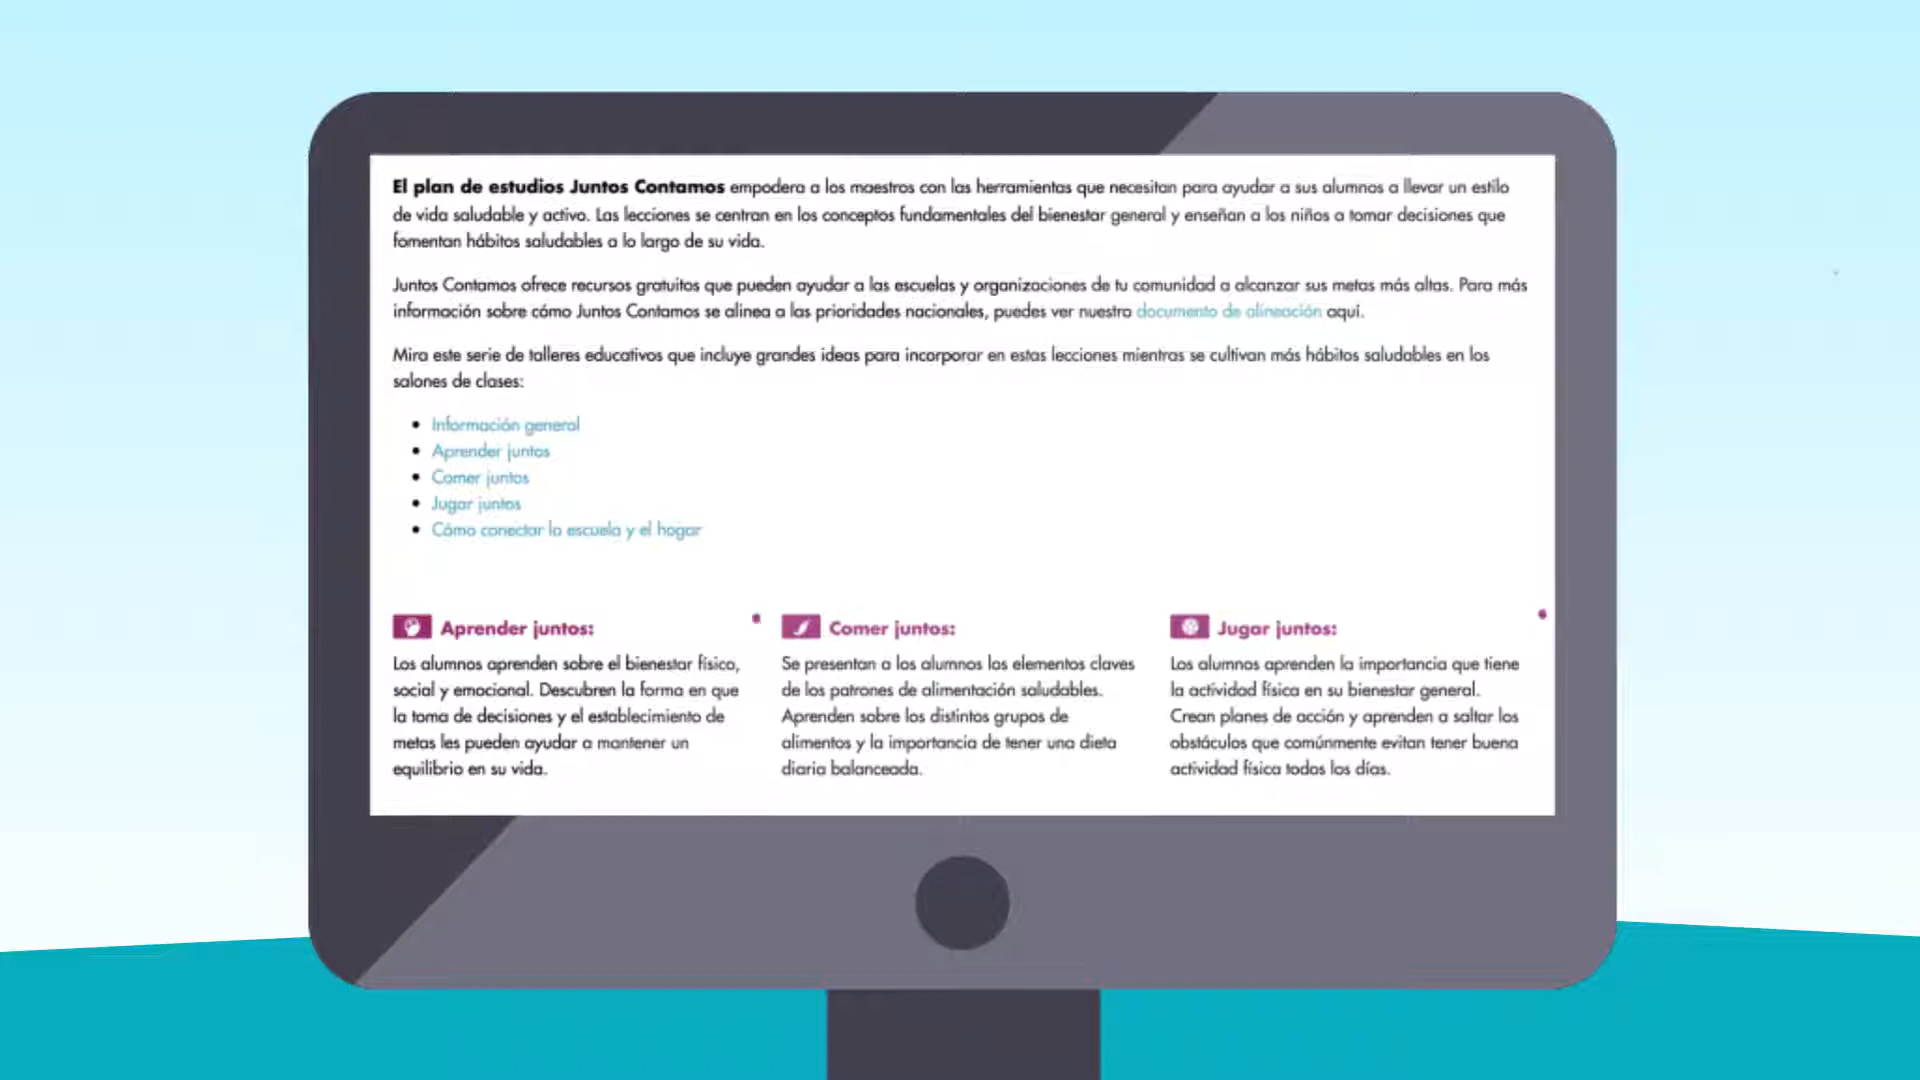 El plan de estudios Juntos Contamos empodera a los maestros con las herramientas que necesitan para ayudar a sus alumnos a llevar un estilo
de vida saludable y activo. Las lecciones se centran en los conceptos fundamentales del bienestar general y enseñan a los niños a tomar decisiones que
fomentan hábitos saludables a lo largo de su vida.
Juntos Contamos ofrece recursos gratuitos que pueden ayudar a las escuelas y organizaciones de tu comunidad a alcanzar sus metas más altas. Para más
información sobre cómo Juntos Contamos se alinea a las prioridades nacionales, puedes ver nuestro documento de alineación aquí.
Mira este serie de talleres educativos que incluye grandes ideas para incorporar en estas lecciones mientras se cultivan más hábitos saludables en los
salones de clases:
• Información general
• Aprender juntos
• Comer juntos
• Jugar juntos
• Cómo conectar la escuela y el hogar
Aprender juntos:
Los alumnos aprenden sobre el bienestar físico,
social y emocional. Descubren la forma en que
la toma de decisiones y el establecimiento de
metas les pueden ayudar a mantener un
equilibrio en su vida.
Comer juntos:
Se presentan a los alumnos los elementos claves
de los patrones de alimentación saludables.
Aprenden sobre los distintos grupos de
alimentos y la importancia de tener una dieta
diaria balanceada.
Jugar juntos:
Los alumnos aprenden la importancia que tiene
la actividad física en su bienestar general.
Crean planes de acción y aprenden a saltar los
obstáculos que comúnmente evitan tener buena
actividad física todos los días.